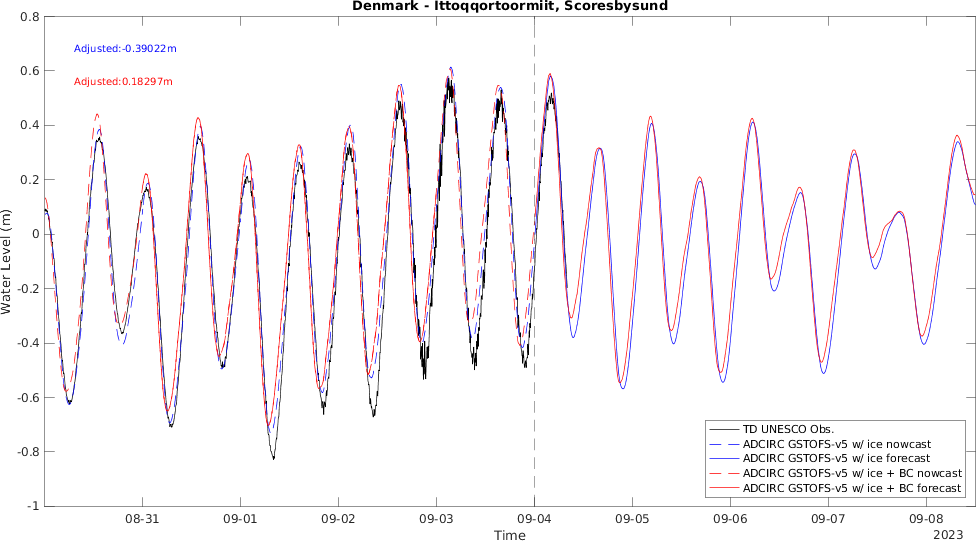 Denmark - Ittoqqortoormiit, Scoresbysund
Adjusted:-0.39022m
Adjusted:0.18297m
Water Level (m)
0.8
0.6
0.4
0.2
0
-0.2
-0.4
-0.6
-0.8
-1
TD UNESCO Obs.
ADCIRC GSTOFS-v5 w/ ice nowcast
ADCIRC GSTOFS-v5 w/ ice forecast
ADCIRC GSTOFS-v5 w/ ice + BC nowcast
ADCIRC GSTOFS-v5 w/ ice + BC forecast
08-31 09-01 09-02 09-03 09-04 09-05 09-06 09-07 09-08
Time
2023